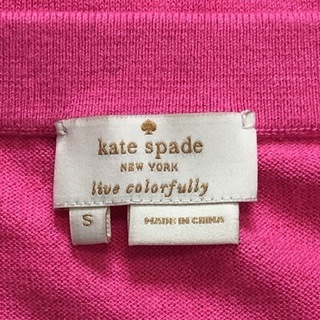 kate spade
NEW YORK
live colorfully
S
MADE IN CHINA